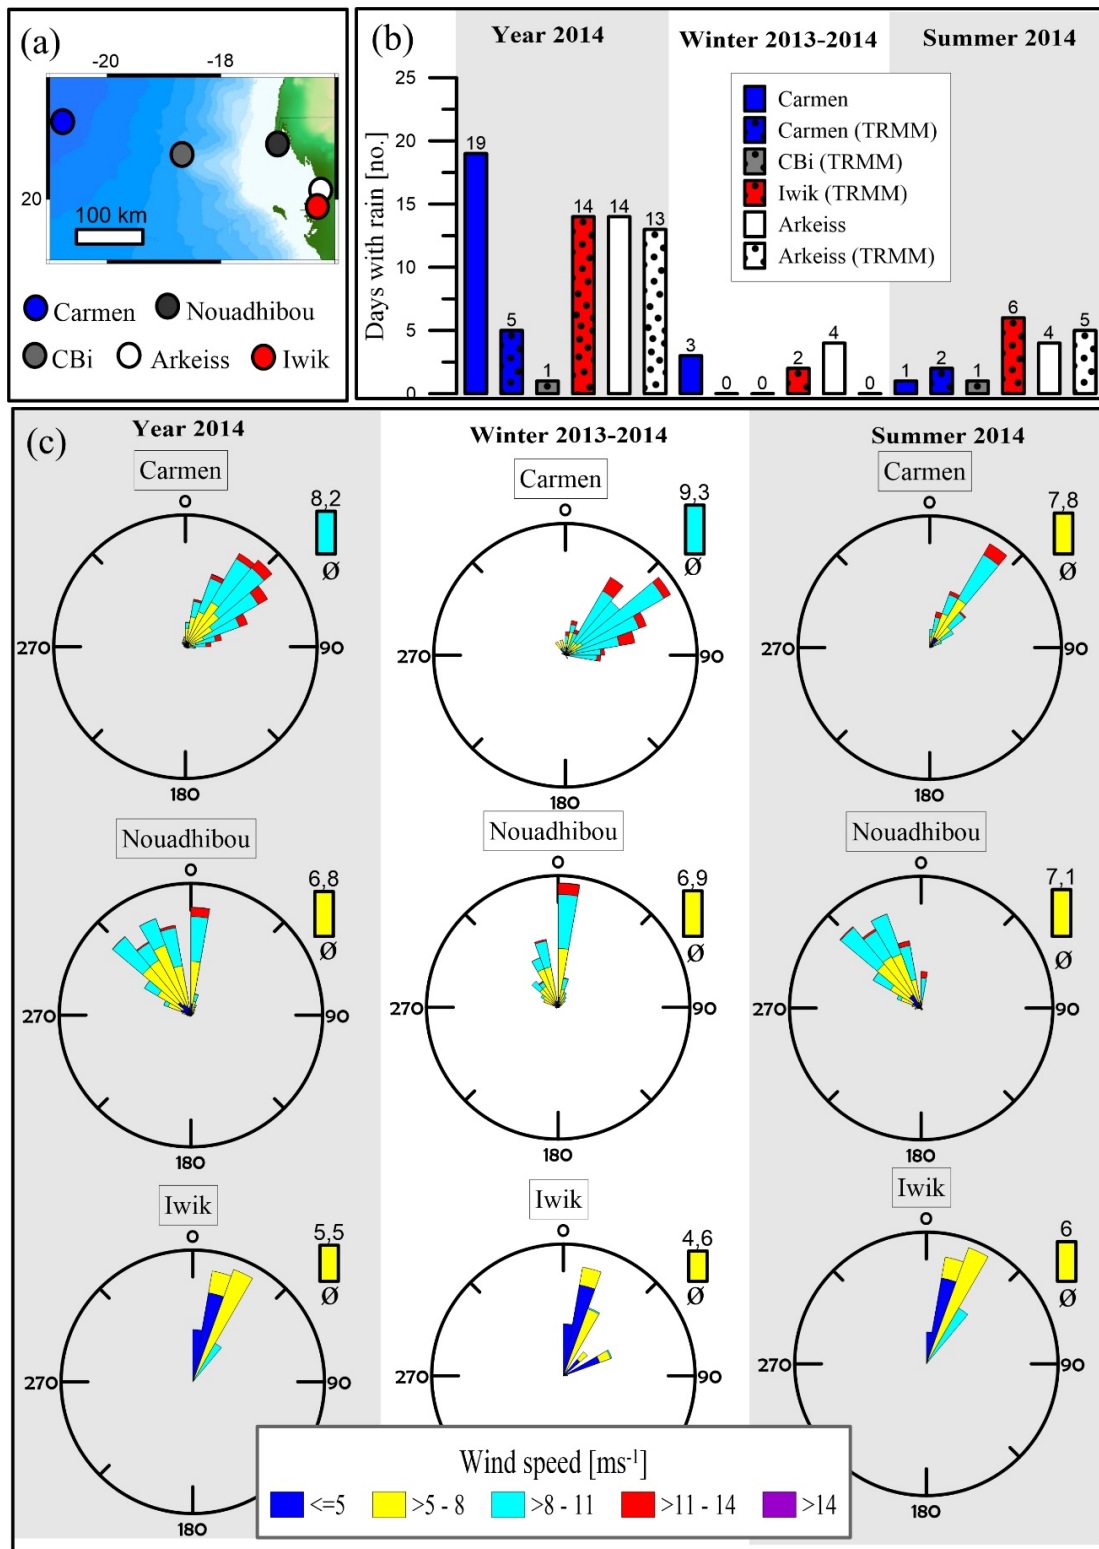 (a)
-20 -18
20
100 km
Carmen Nouadhibou
CBi Arkeiss Iwik
(b)
Year 2014 Winter 2013-2014 Summer 2014
Days with rain [no.]
25
20
15
10
5
0
19 5 1 14 14 13 3 0 0 2 4 0 1 2 1 6 4 5
Carmen
Carmen (TRMM)
CBi (TRMM)
Iwik (TRMM)
Arkeiss
Arkeiss (TRMM)
(c)
Year 2014 Winter 2013-2014 Summer 2014
Carmen
0
8,2
Ø
270 90
180
Carmen
0
9,3
Ø
270 90
180
Carmen
0
7,8
Ø
270 90
180
Nouadhibou
0
6,8
Ø
270 90
180
Nouadhibou
0
6,9
Ø
270 90
180
Nouadhibou
0
7,1
Ø
270 90
180
Iwik
0
5,5
Ø
270 90
180
Iwik
0
4,6
Ø
270 90
Iwik
0
6
Ø
270 90
180
Wind speed [ms⁻¹]
<=5 >5 - 8 >8 - 11 >11 - 14 >14